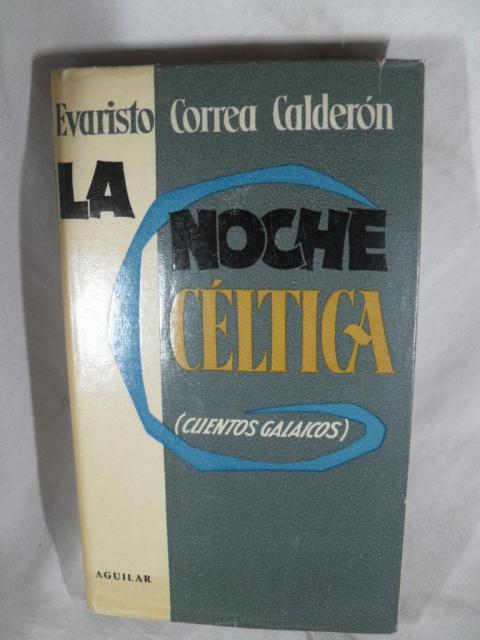 Evaristo Correa Calderón
LA
NOCHE
CÉLTICA
(CUENTOS GALAICOS)
AGUILAR